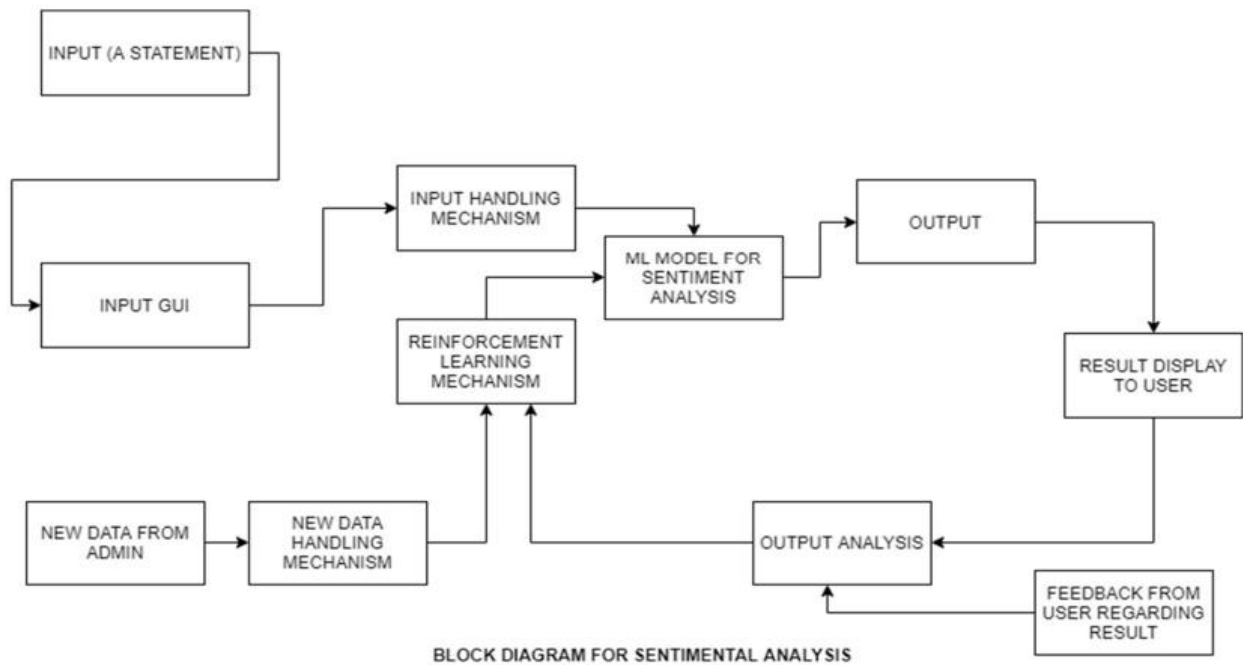 INPUT (A STATEMENT)
INPUT GUI
INPUT HANDLING
MECHANISM
ML MODEL FOR
SENTIMENT
ANALYSIS
OUTPUT
REINFORCEMENT
LEARNING
MECHANISM
RESULT DISPLAY
TO USER
NEW DATA FROM
ADMIN
NEW DATA
HANDLING
MECHANISM
OUTPUT ANALYSIS
FEEDBACK FROM
USER REGARDING
RESULT
BLOCK DIAGRAM FOR SENTIMENTAL ANALYSIS